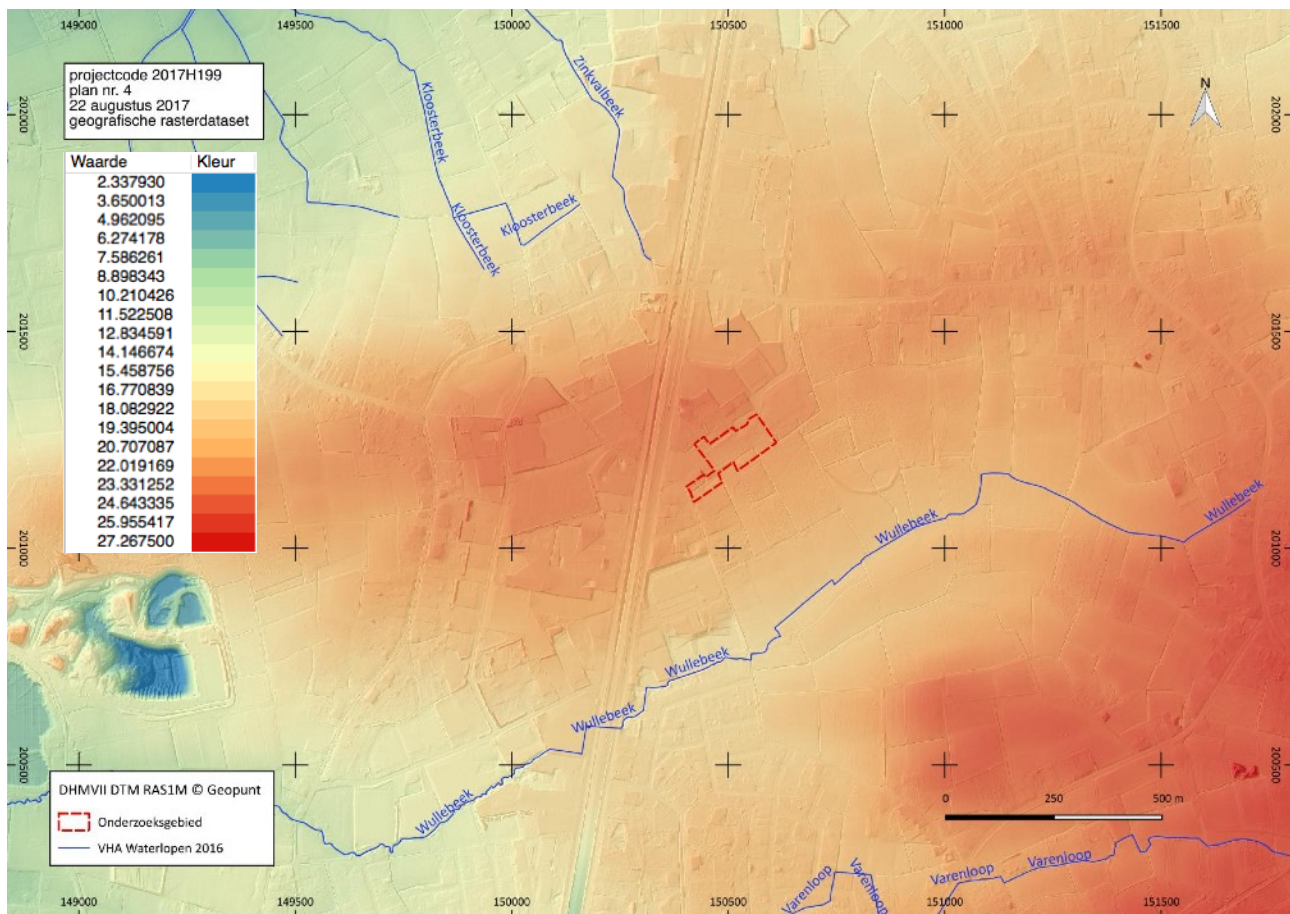 149000 149500 150000 150500 151000 151500
projectcode 2017H199
plan nr. 4
22 augustus 2017
geografische rasterdataset
N
202000 202000
Waarde Kleur
2.337930
3.650013
4.962095
6.274178
7.586261
8.898343
10.210426
11.522508
12.834591
14.146674
15.458756
16.770839
18.082922
19.395004
20.707087
22.019169
23.331252
24.643335
25.955417
27.267500
Zinkvalbeek
Kloosterbeek
Kloosterbeek
Kloosterbeek
201500 201500
Wullebeek
Wullebeek
201000 201000
Wullebeek
Wullebeek
200500 200500
Wullebeek
DHMVII DTM RAS1M © Geopunt
Onderzoeksgebied
VHA Waterlopen 2016
0 250 500 m
Varenloop
Varenloop
Varenloop
Varenloop
149000 149500 150000 150500 151000 151500